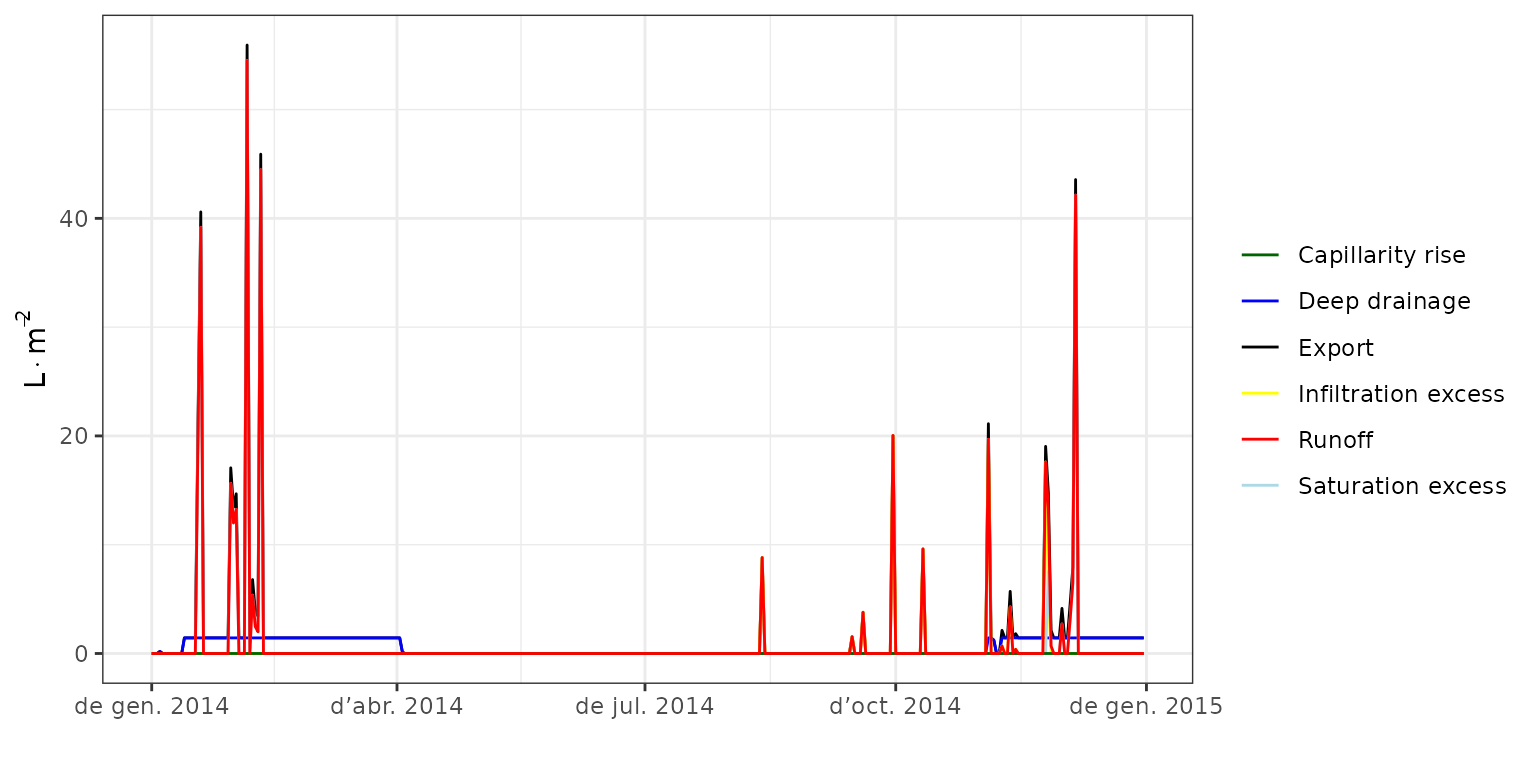 L · m⁻²
40
20
0
de gen. 2014
d’abr. 2014
de jul. 2014
d’oct. 2014
de gen. 2015
Capillarity rise
Deep drainage
Export
Infiltration excess
Runoff
Saturation excess